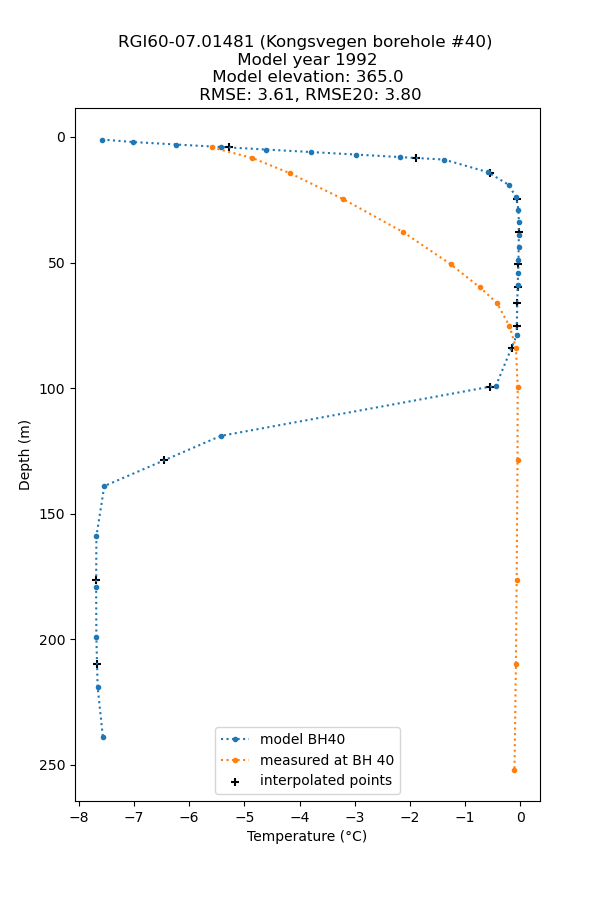 RGI60-07.01481 (Kongsvegen borehole #40)
Model year 1992
Model elevation: 365.0
RMSE: 3.61, RMSE20: 3.80
0
50
100
150
200
250
Depth (m)
−8
−7
−6
−5
−4
−3
−2
−1
0
Temperature (°C)
model BH40
measured at BH 40
interpolated points